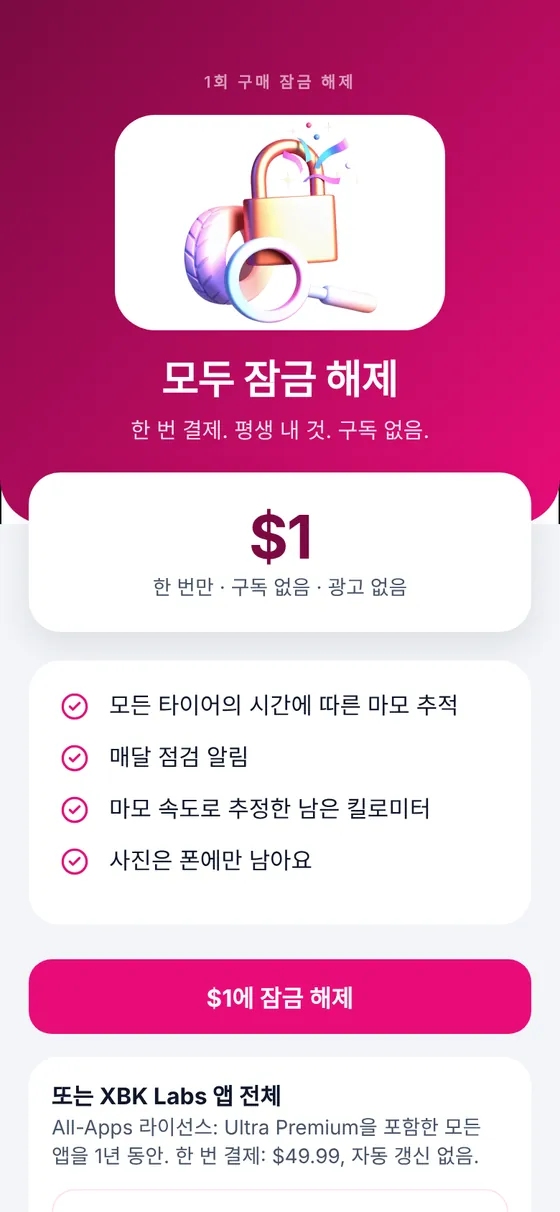 1회 구매 잠금 해제
모두 잠금 해제
한 번 결제. 평생 내 것. 구독 없음.
$1
한 번만 · 구독 없음 · 광고 없음
모든 타이어의 시간에 따른 마모 추적
매달 점검 알림
마모 속도로 추정한 남은 킬로미터
사진은 폰에만 남아요
$1에 잠금 해제
또는 XBK Labs 앱 전체
All-Apps 라이선스: Ultra Premium을 포함한 모든
앱을 1년 동안. 한 번 결제: $49.99, 자동 갱신 없음.